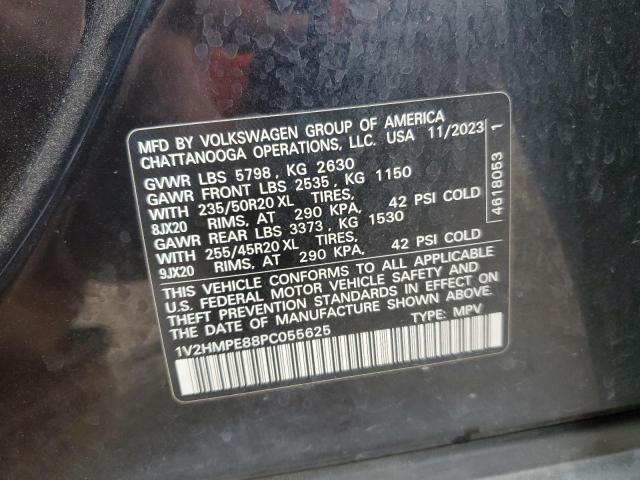 MFD BY VOLKSWAGEN GROUP OF AMERICA
CHATTANOOGA OPERATIONS, LLC. USA 11/2023
GVWR LBS 5798, KG 2630
GAWR FRONT LBS 2535, KG 1150
WITH 235/50R20 XL TIRES,
8JX20 RIMS, AT 290 KPA, 42 PSI COLD
GAWR REAR LBS 3373, KG 1530
WITH 255/45R20 XL TIRES,
9JX20 RIMS, AT 290 KPA, 42 PSI COLD
THIS VEHICLE CONFORMS TO ALL APPLICABLE
U.S. FEDERAL MOTOR VEHICLE SAFETY AND
THEFT PREVENTION STANDARDS IN EFFECT ON
THE DATE OF MANUFACTURE SHOWN ABOVE.
1V2HMPE88PC055625 TYPE: MPV
4618053 1